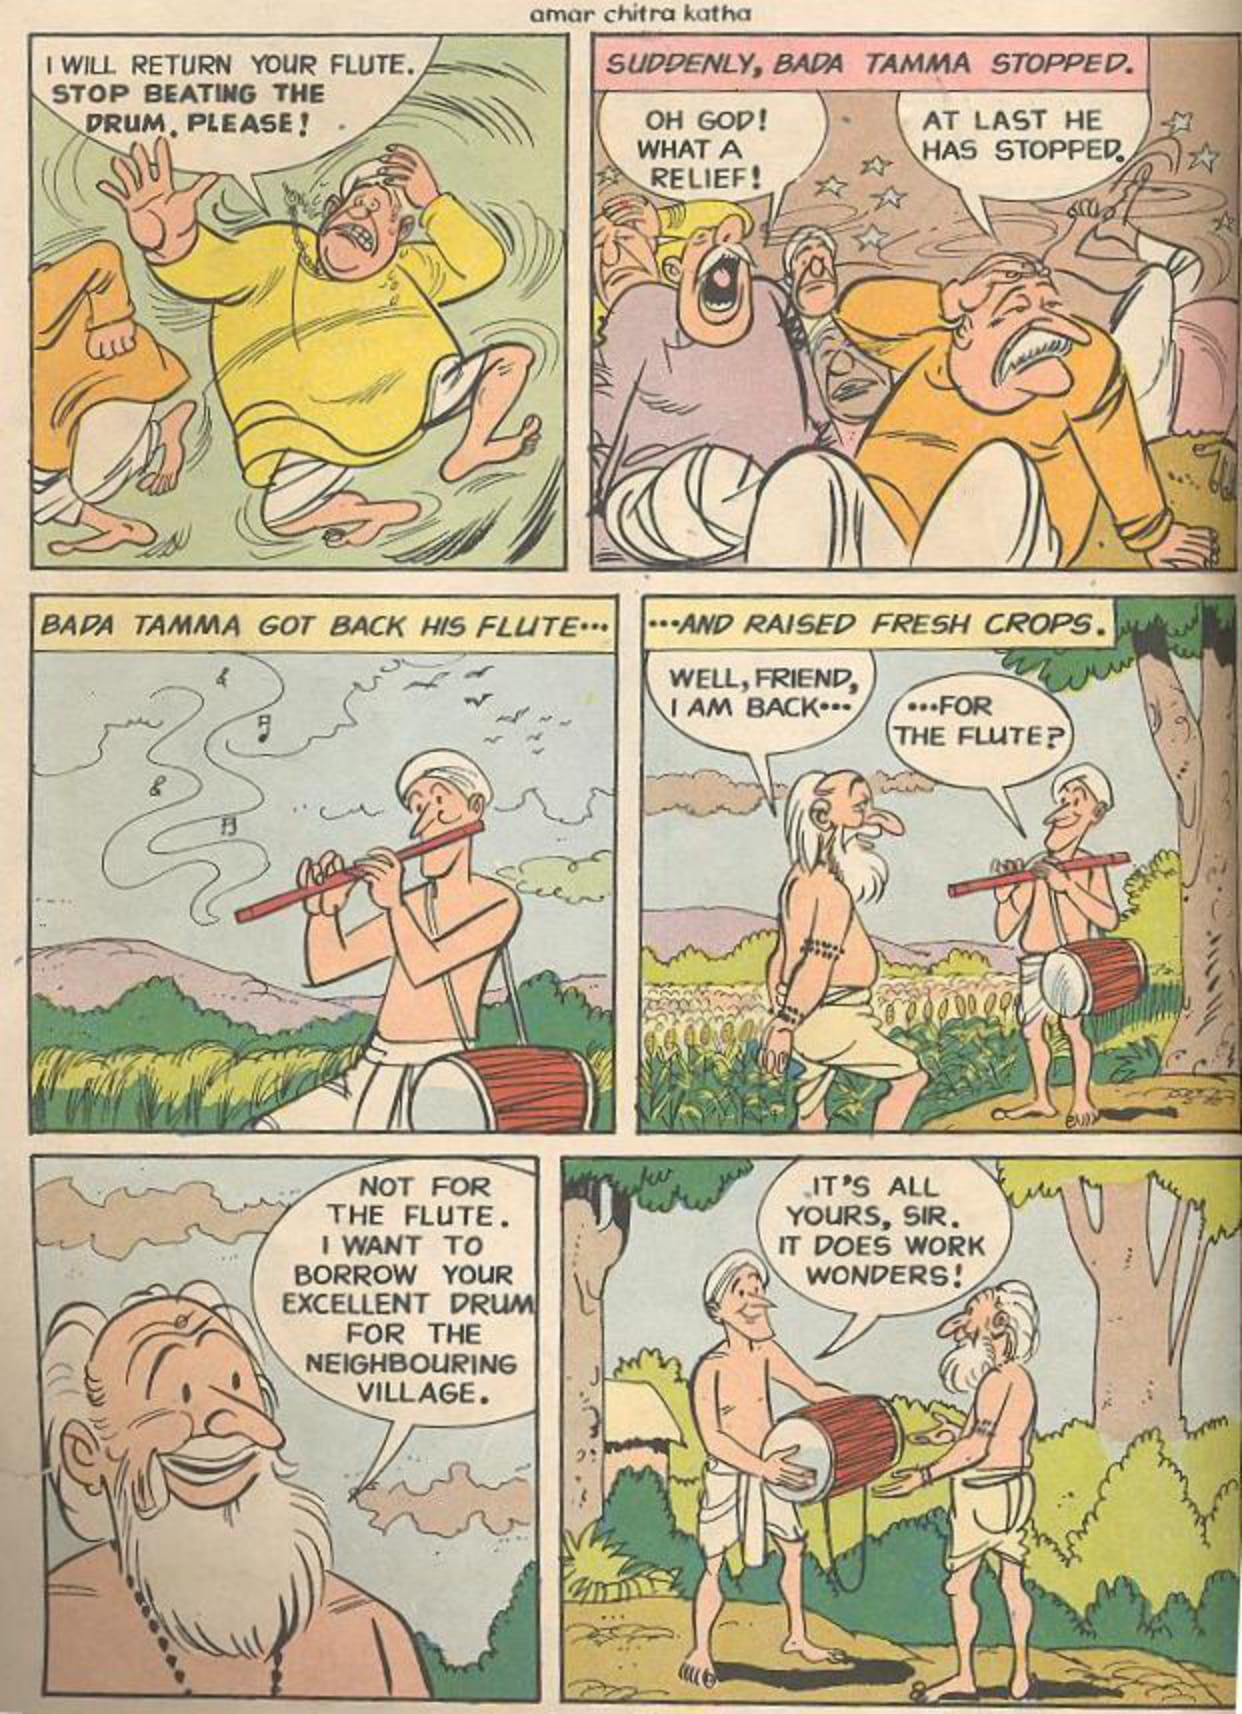 amar chitra katha
I WILL RETURN YOUR FLUTE.
STOP BEATING THE
DRUM, PLEASE!
SUDDENLY, BADA TAMMA STOPPED.
OH GOD!
WHAT A
RELIEF!
AT LAST HE
HAS STOPPED.
BADA TAMMA GOT BACK HIS FLUTE...
...AND RAISED FRESH CROPS.
WELL, FRIEND,
I AM BACK...
...FOR
THE FLUTE?
NOT FOR
THE FLUTE.
I WANT TO
BORROW YOUR
EXCELLENT DRUM
FOR THE
NEIGHBOURING
VILLAGE.
IT'S ALL
YOURS, SIR.
IT DOES WORK
WONDERS!